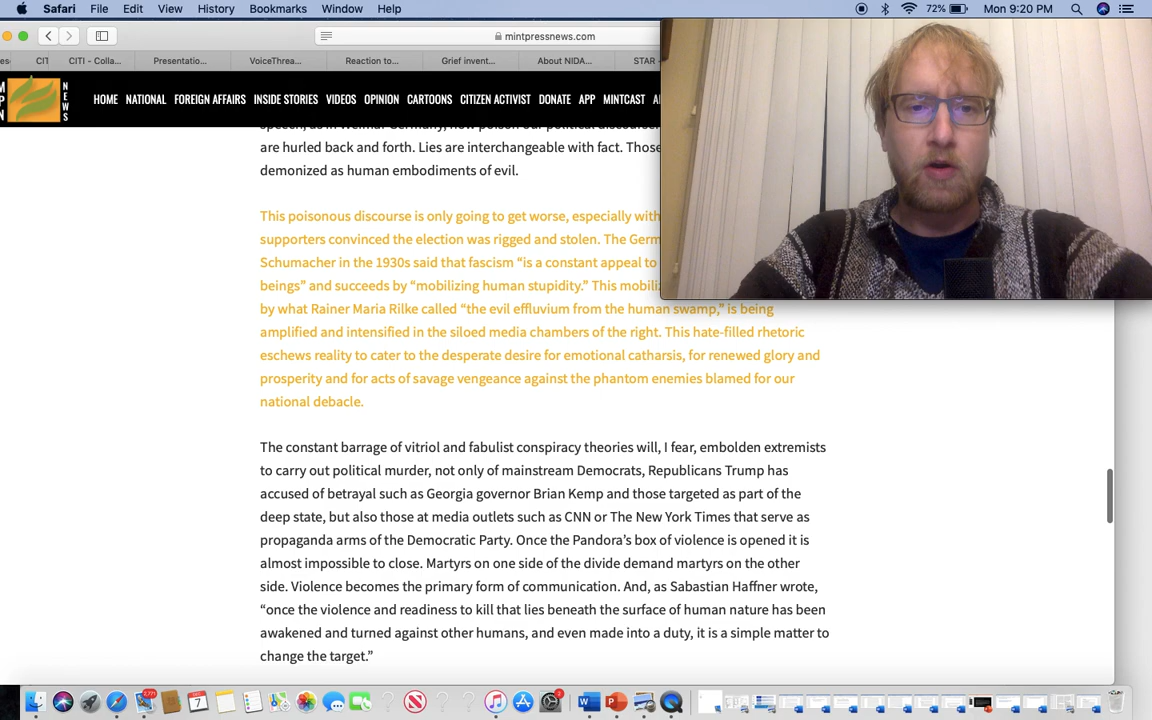 Safari File Edit View History Bookmarks Window Help 72% Mon 9:20 PM
mintpressnews.com
CIT CITI - Colla... Presentatio... VoiceThrea... Reaction to... Grief invent... About NIDA... STAR
MPN NEWS
HOME NATIONAL FOREIGN AFFAIRS INSIDE STORIES VIDEOS OPINION CARTOONS CITIZEN ACTIVIST DONATE APP MINTCAST
are hurled back and forth. Lies are interchangeable with fact. Those
demonized as human embodiments of evil.
This poisonous discourse is only going to get worse, especially with
supporters convinced the election was rigged and stolen. The Germ
Schumacher in the 1930s said that fascism “is a constant appeal to
beings” and succeeds by “mobilizing human stupidity.” This mobiliz
by what Rainer Maria Rilke called “the evil effluvium from the human swamp,” is being
amplified and intensified in the siloed media chambers of the right. This hate-filled rhetoric
eschews reality to cater to the desperate desire for emotional catharsis, for renewed glory and
prosperity and for acts of savage vengeance against the phantom enemies blamed for our
national debacle.
The constant barrage of vitriol and fabulist conspiracy theories will, I fear, embolden extremists
to carry out political murder, not only of mainstream Democrats, Republicans Trump has
accused of betrayal such as Georgia governor Brian Kemp and those targeted as part of the
deep state, but also those at media outlets such as CNN or The New York Times that serve as
propaganda arms of the Democratic Party. Once the Pandora’s box of violence is opened it is
almost impossible to close. Martyrs on one side of the divide demand martyrs on the other
side. Violence becomes the primary form of communication. And, as Sabastian Haffner wrote,
“once the violence and readiness to kill that lies beneath the surface of human nature has been
awakened and turned against other humans, and even made into a duty, it is a simple matter to
change the target.”
7